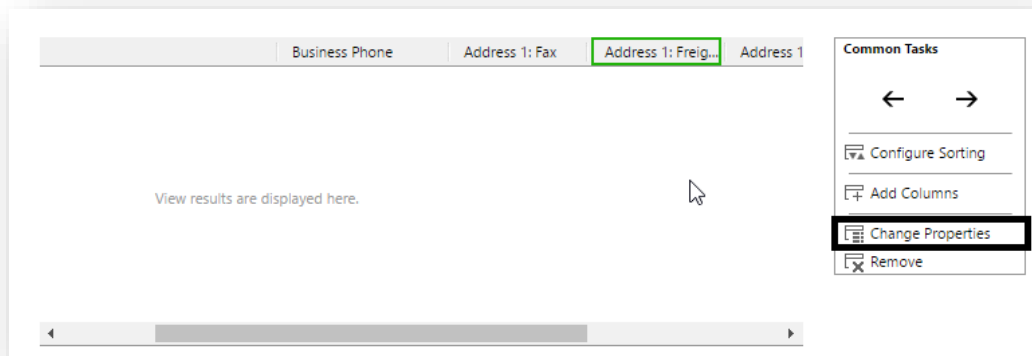 Business Phone
Address 1: Fax
Address 1: Freig...
Address 1
View results are displayed here.
Common Tasks
Configure Sorting
Add Columns
Change Properties
Remove